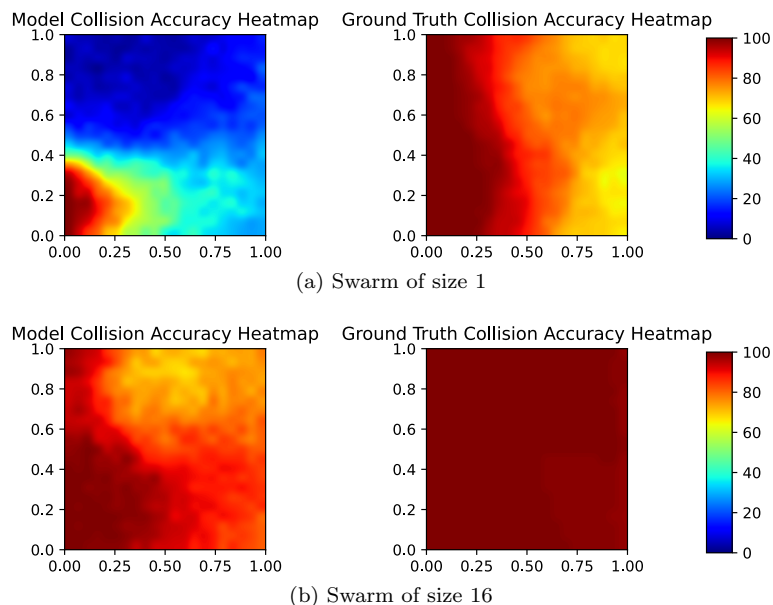 Model Collision Accuracy Heatmap Ground Truth Collision Accuracy Heatmap
1.0 1.0 100
0.8 0.8 80
0.6 0.6 60
0.4 0.4 40
0.2 0.2 20
0.0 0.0 0
0.00 0.25 0.50 0.75 1.00 0.00 0.25 0.50 0.75 1.00
(a) Swarm of size 1
Model Collision Accuracy Heatmap Ground Truth Collision Accuracy Heatmap
1.0 1.0 100
0.8 0.8 80
0.6 0.6 60
0.4 0.4 40
0.2 0.2 20
0.0 0.0 0
0.00 0.25 0.50 0.75 1.00 0.00 0.25 0.50 0.75 1.00
(b) Swarm of size 16